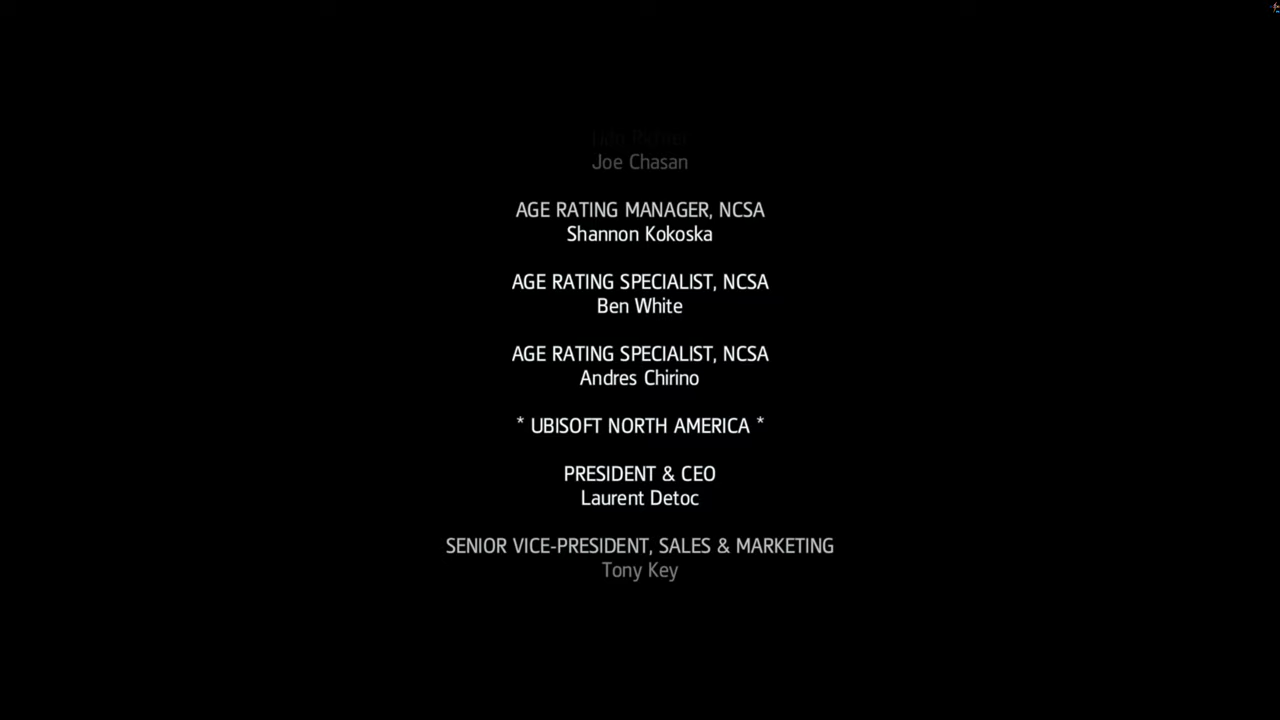 Joe Chasan
AGE RATING MANAGER, NCSA
Shannon Kokoska
AGE RATING SPECIALIST, NCSA
Ben White
AGE RATING SPECIALIST, NCSA
Andres Chirino
* UBISOFT NORTH AMERICA *
PRESIDENT & CEO
Laurent Detoc
SENIOR VICE-PRESIDENT, SALES & MARKETING
Tony Key